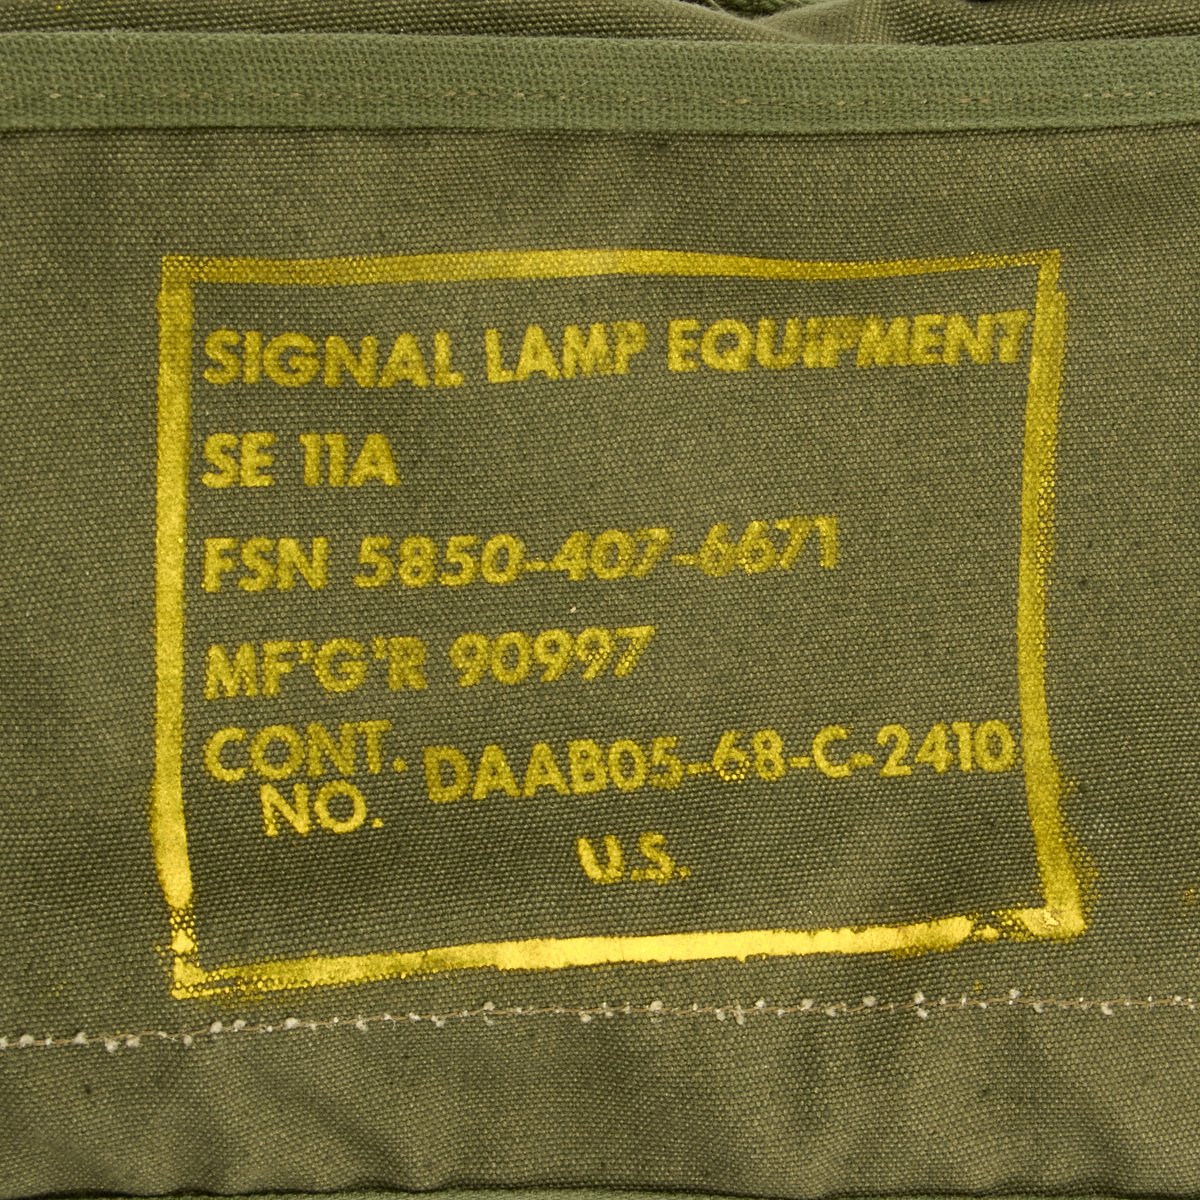 SIGNAL LAMP EQUIPMENT
SE 11A
FSN 5850-407-6671
MF'G'R 90997
CONT. NO. DAAB05-68-C-2410
U.S.